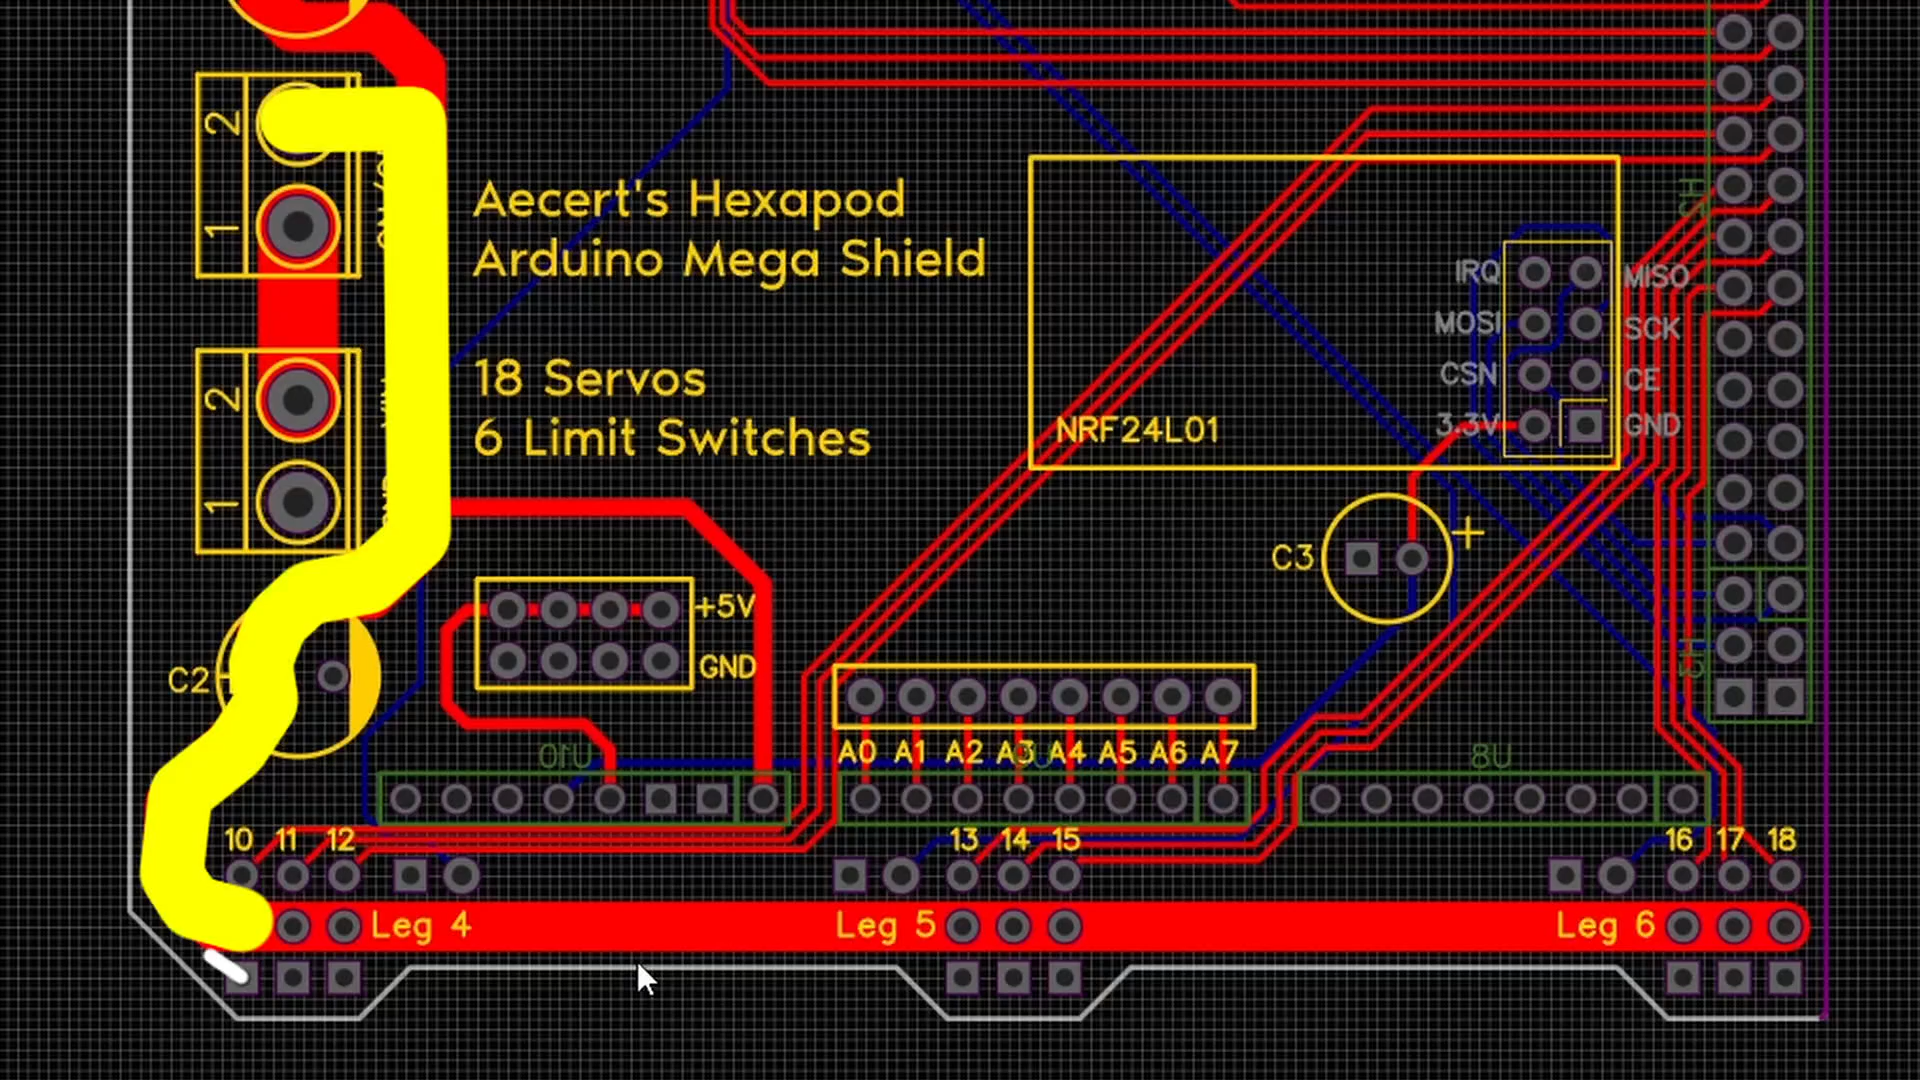 2
1
Aecert's Hexapod
Arduino Mega Shield
18 Servos
6 Limit Switches
2
1
IRQ MISO
MOSI SCK
CSN CE
3.3V GND
NRF24L01
C3 +
+5V
GND
C2
A0 A1 A2 A3 A4 A5 A6 A7
U10
U8
10 11 12
13 14 15
16 17 18
Leg 4
Leg 5
Leg 6